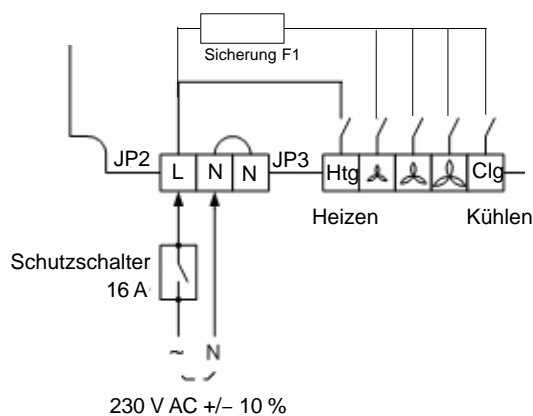 Sicherung F1
JP2 L N N JP3 Htg Clg
Heizen Kühlen
Schutzschalter
16 A
~ N
230 V AC +/– 10 %